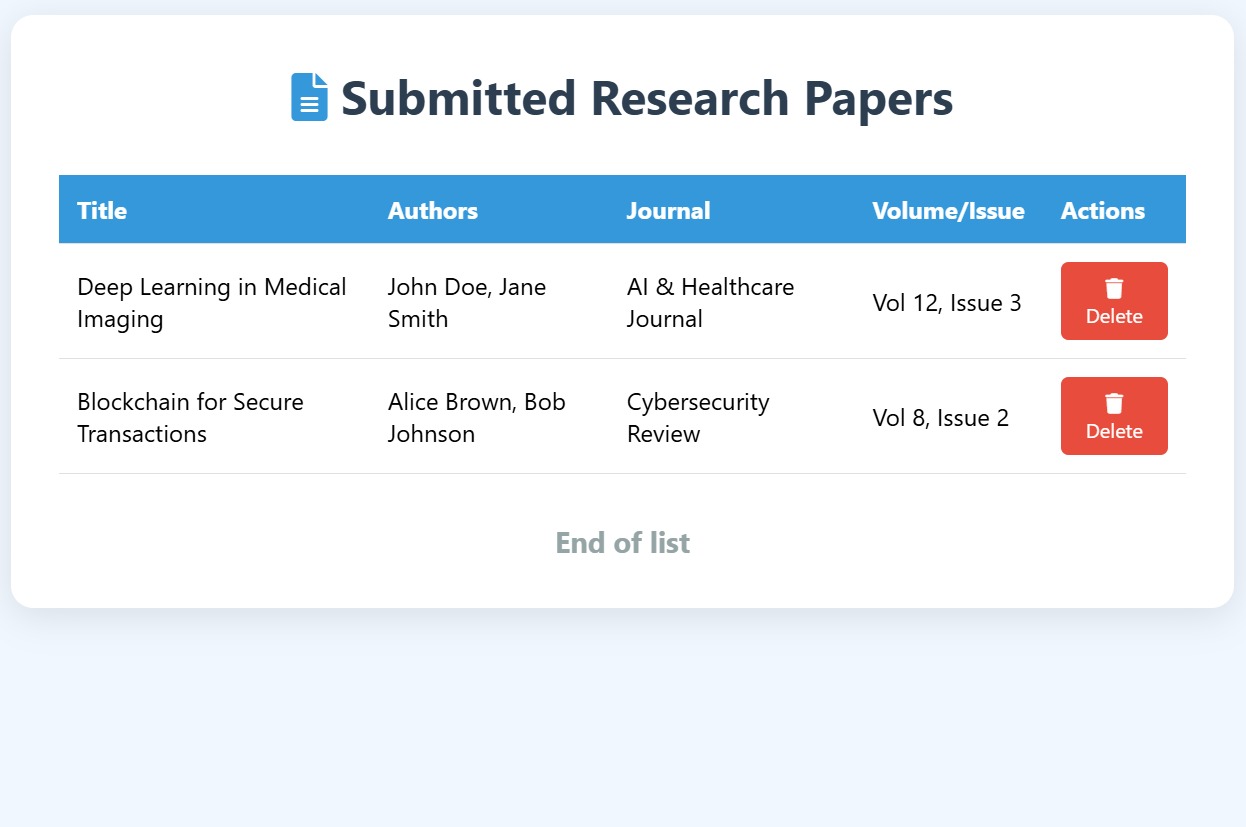 Submitted Research Papers
Title Authors Journal Volume/Issue Actions
Deep Learning in Medical
Imaging
John Doe, Jane
Smith
AI & Healthcare
Journal
Vol 12, Issue 3
Delete
Blockchain for Secure
Transactions
Alice Brown, Bob
Johnson
Cybersecurity
Review
Vol 8, Issue 2
Delete
End of list